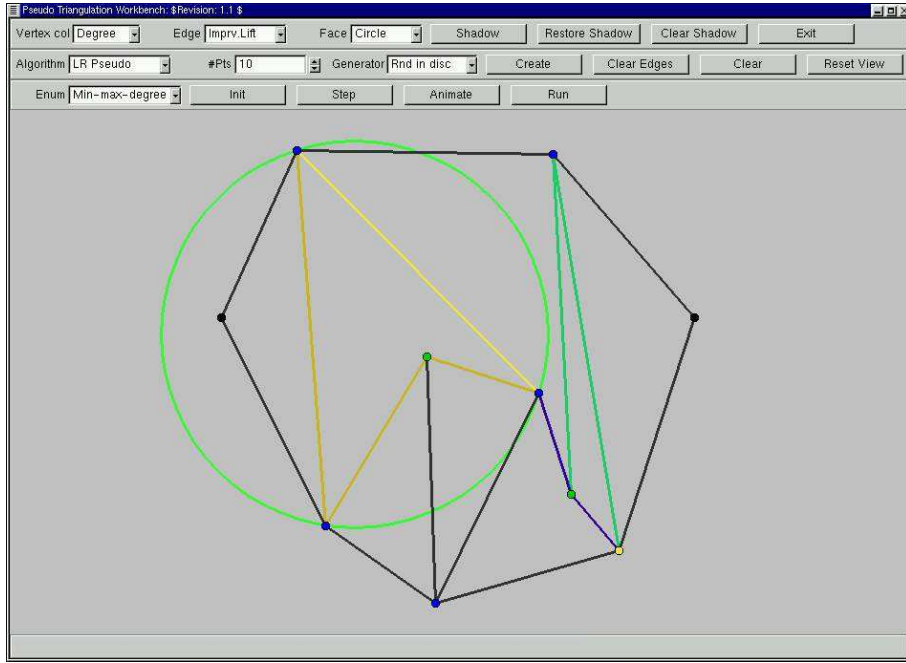 Pseudo Triangulation Workbench: $Revision: 1.1 $
Vertex col Degree Edge Imprv.Lift Face Circle Shadow Restore Shadow Clear Shadow Exit
Algorithm LR Pseudo #Pts 10 Generator Rnd in disc Create Clear Edges Clear Reset View
Enum Min-max-degree Init Step Animate Run